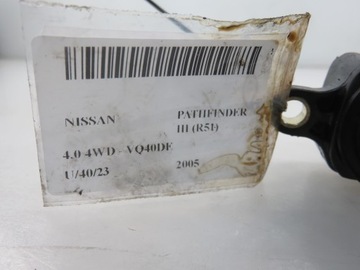 NISSAN PATHFINDER
III (R51)
4.0 4WD VQ40DE
U/40/23 2005